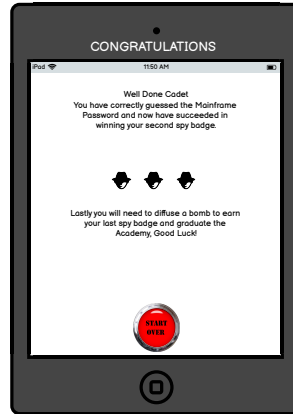 CONGRATULATIONS
iPad 11:50 AM
Well Done Cadet
You have correctly guessed the Mainframe
Password and now have succeeded in
winning your second spy badge.
Lastly you will need to diffuse a bomb to earn
your last spy badge and graduate the
Academy, Good Luck!
START
OVER